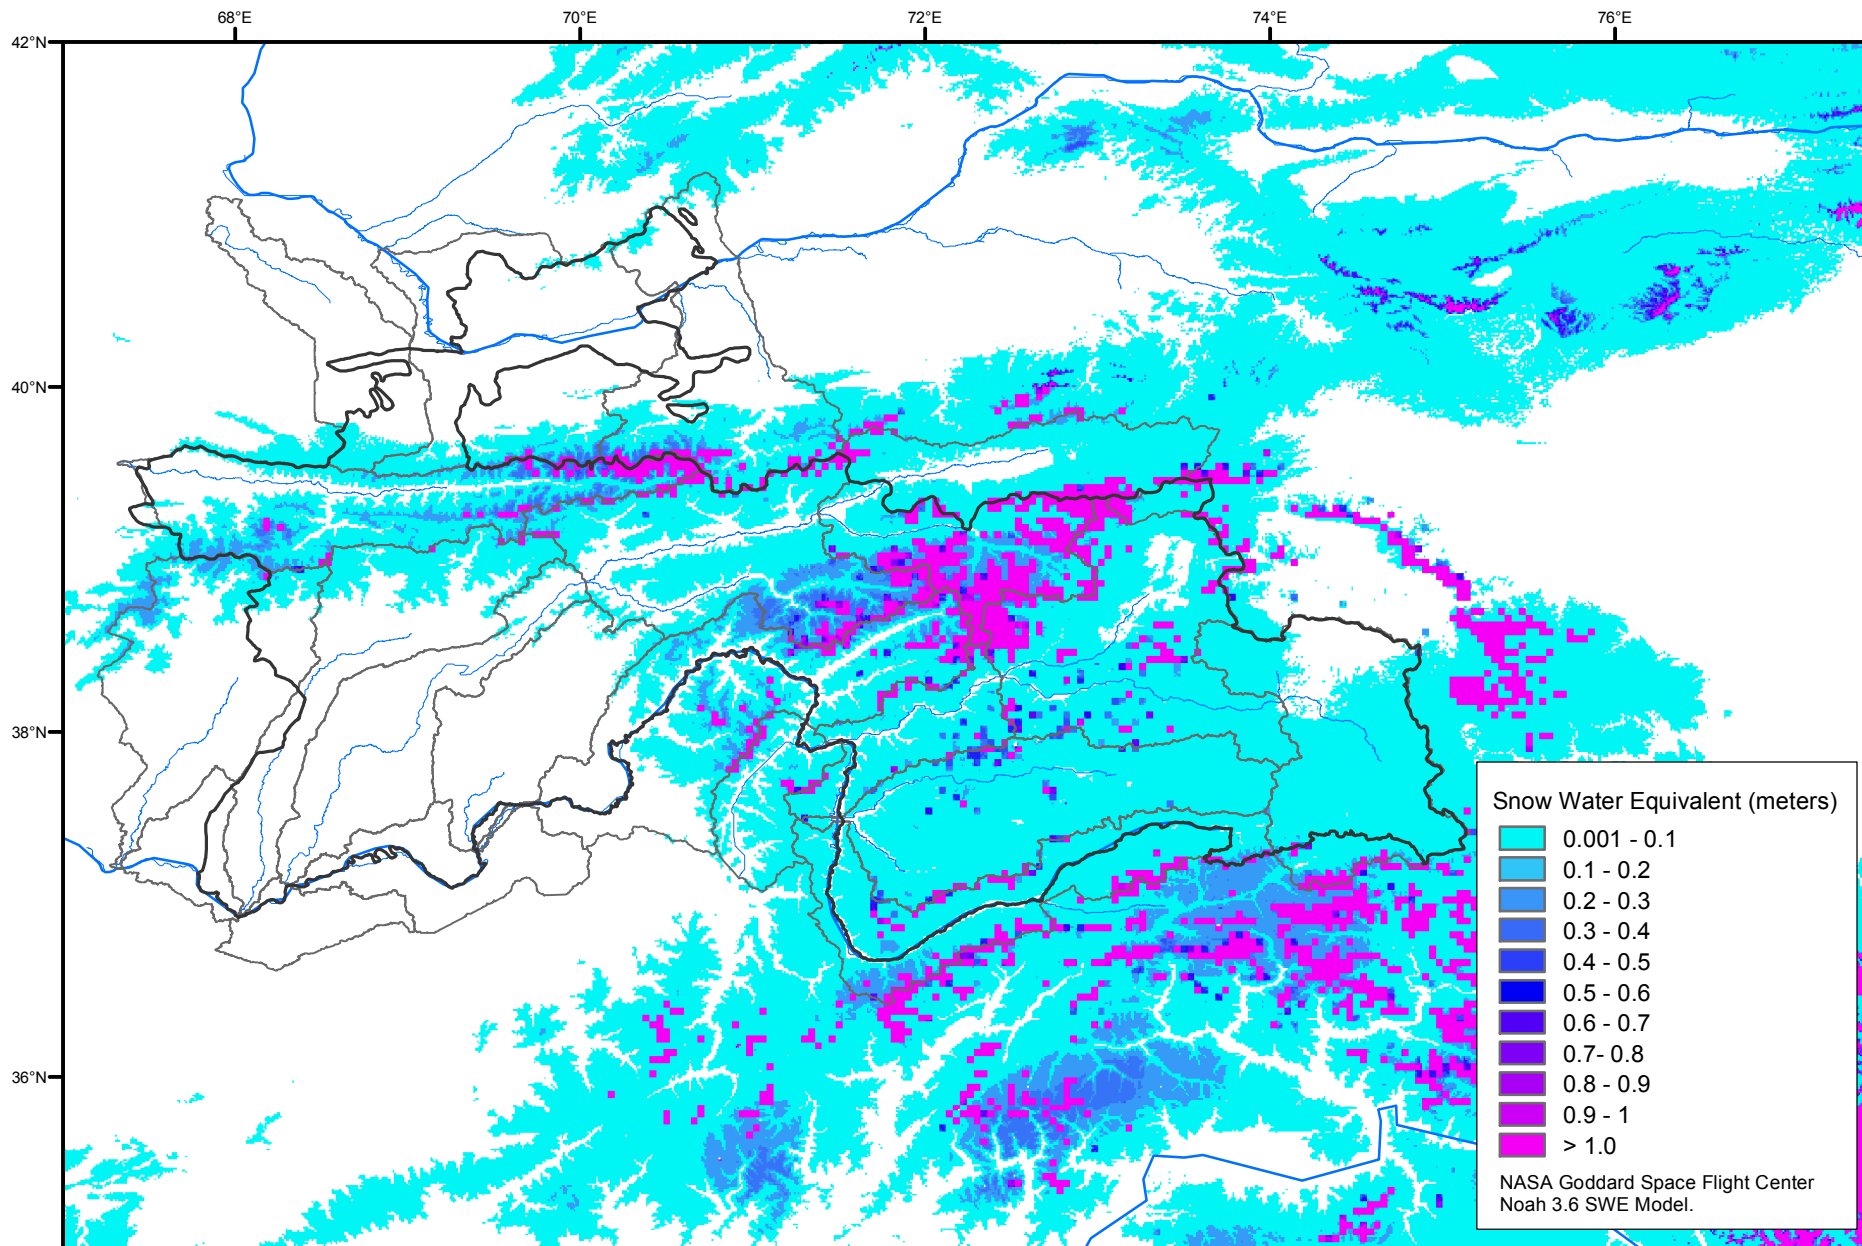 68°E 70°E 72°E 74°E 76°E
42°N
40°N
38°N
36°N
Snow Water Equivalent (meters)
0.001 - 0.1
0.1 - 0.2
0.2 - 0.3
0.3 - 0.4
0.4 - 0.5
0.5 - 0.6
0.6 - 0.7
0.7- 0.8
0.8 - 0.9
0.9 - 1
> 1.0
NASA Goddard Space Flight Center
Noah 3.6 SWE Model.